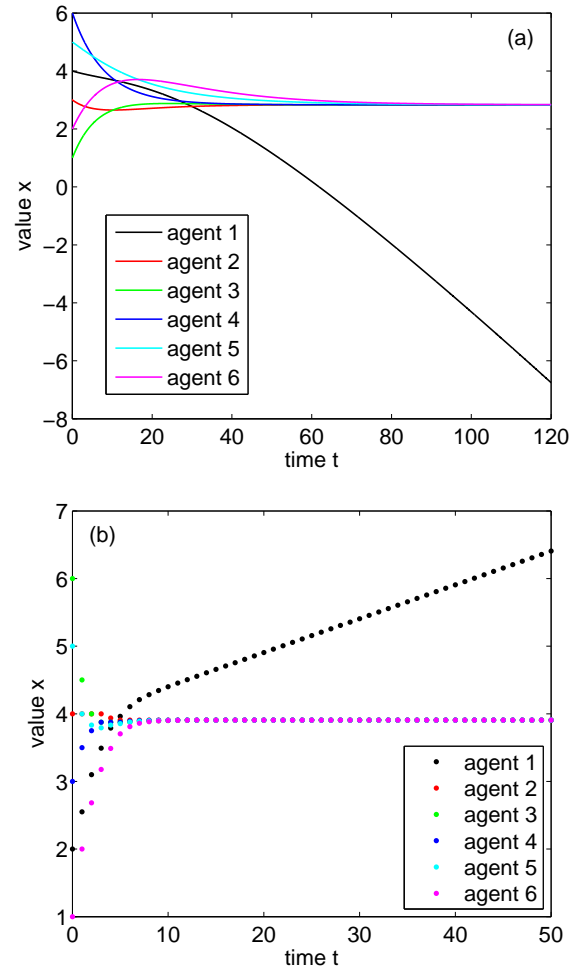 6
(a)
4
2
0
−2
−4
−6
−8
value x
agent 1
agent 2
agent 3
agent 4
agent 5
agent 6
0 20 40 60 80 100 120
time t
7
(b)
6
5
4
3
2
1
value x
agent 1
agent 2
agent 3
agent 4
agent 5
agent 6
0 10 20 30 40 50
time t